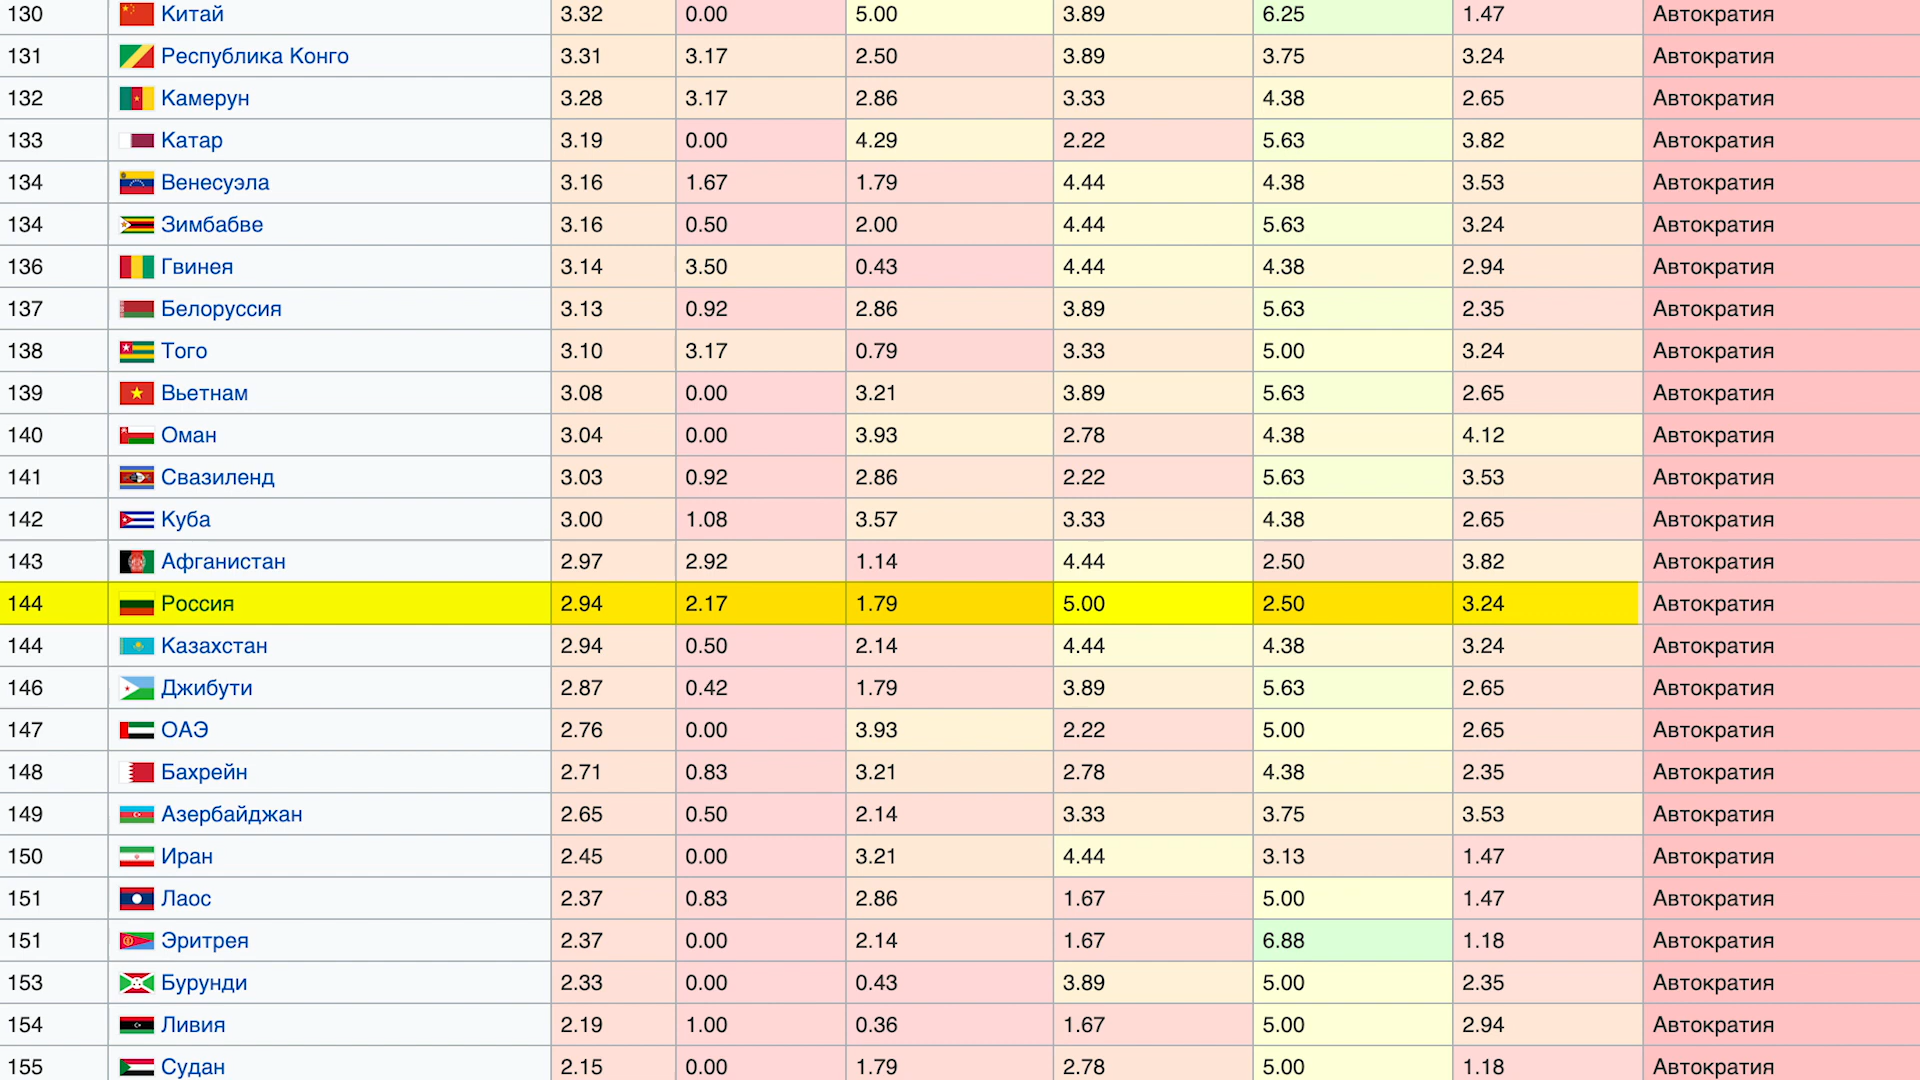 130 Китай 3.32 0.00 5.00 3.89 6.25 1.47 Автократия
131 Республика Конго 3.31 3.17 2.50 3.89 3.75 3.24 Автократия
132 Камерун 3.28 3.17 2.86 3.33 4.38 2.65 Автократия
133 Катар 3.19 0.00 4.29 2.22 5.63 3.82 Автократия
134 Венесуэла 3.16 1.67 1.79 4.44 4.38 3.53 Автократия
134 Зимбабве 3.16 0.50 2.00 4.44 5.63 3.24 Автократия
136 Гвинея 3.14 3.50 0.43 4.44 4.38 2.94 Автократия
137 Белоруссия 3.13 0.92 2.86 3.89 5.63 2.35 Автократия
138 Того 3.10 3.17 0.79 3.33 5.00 3.24 Автократия
139 Вьетнам 3.08 0.00 3.21 3.89 5.63 2.65 Автократия
140 Оман 3.04 0.00 3.93 2.78 4.38 4.12 Автократия
141 Свазиленд 3.03 0.92 2.86 2.22 5.63 3.53 Автократия
142 Куба 3.00 1.08 3.57 3.33 4.38 2.65 Автократия
143 Афганистан 2.97 2.92 1.14 4.44 2.50 3.82 Автократия
144 Россия 2.94 2.17 1.79 5.00 2.50 3.24 Автократия
144 Казахстан 2.94 0.50 2.14 4.44 4.38 3.24 Автократия
146 Джибути 2.87 0.42 1.79 3.89 5.63 2.65 Автократия
147 ОАЭ 2.76 0.00 3.93 2.22 5.00 2.65 Автократия
148 Бахрейн 2.71 0.83 3.21 2.78 4.38 2.35 Автократия
149 Азербайджан 2.65 0.50 2.14 3.33 3.75 3.53 Автократия
150 Иран 2.45 0.00 3.21 4.44 3.13 1.47 Автократия
151 Лаос 2.37 0.83 2.86 1.67 5.00 1.47 Автократия
151 Эритрея 2.37 0.00 2.14 1.67 6.88 1.18 Автократия
153 Бурунди 2.33 0.00 0.43 3.89 5.00 2.35 Автократия
154 Ливия 2.19 1.00 0.36 1.67 5.00 2.94 Автократия
155 Судан 2.15 0.00 1.79 2.78 5.00 1.18 Автократия